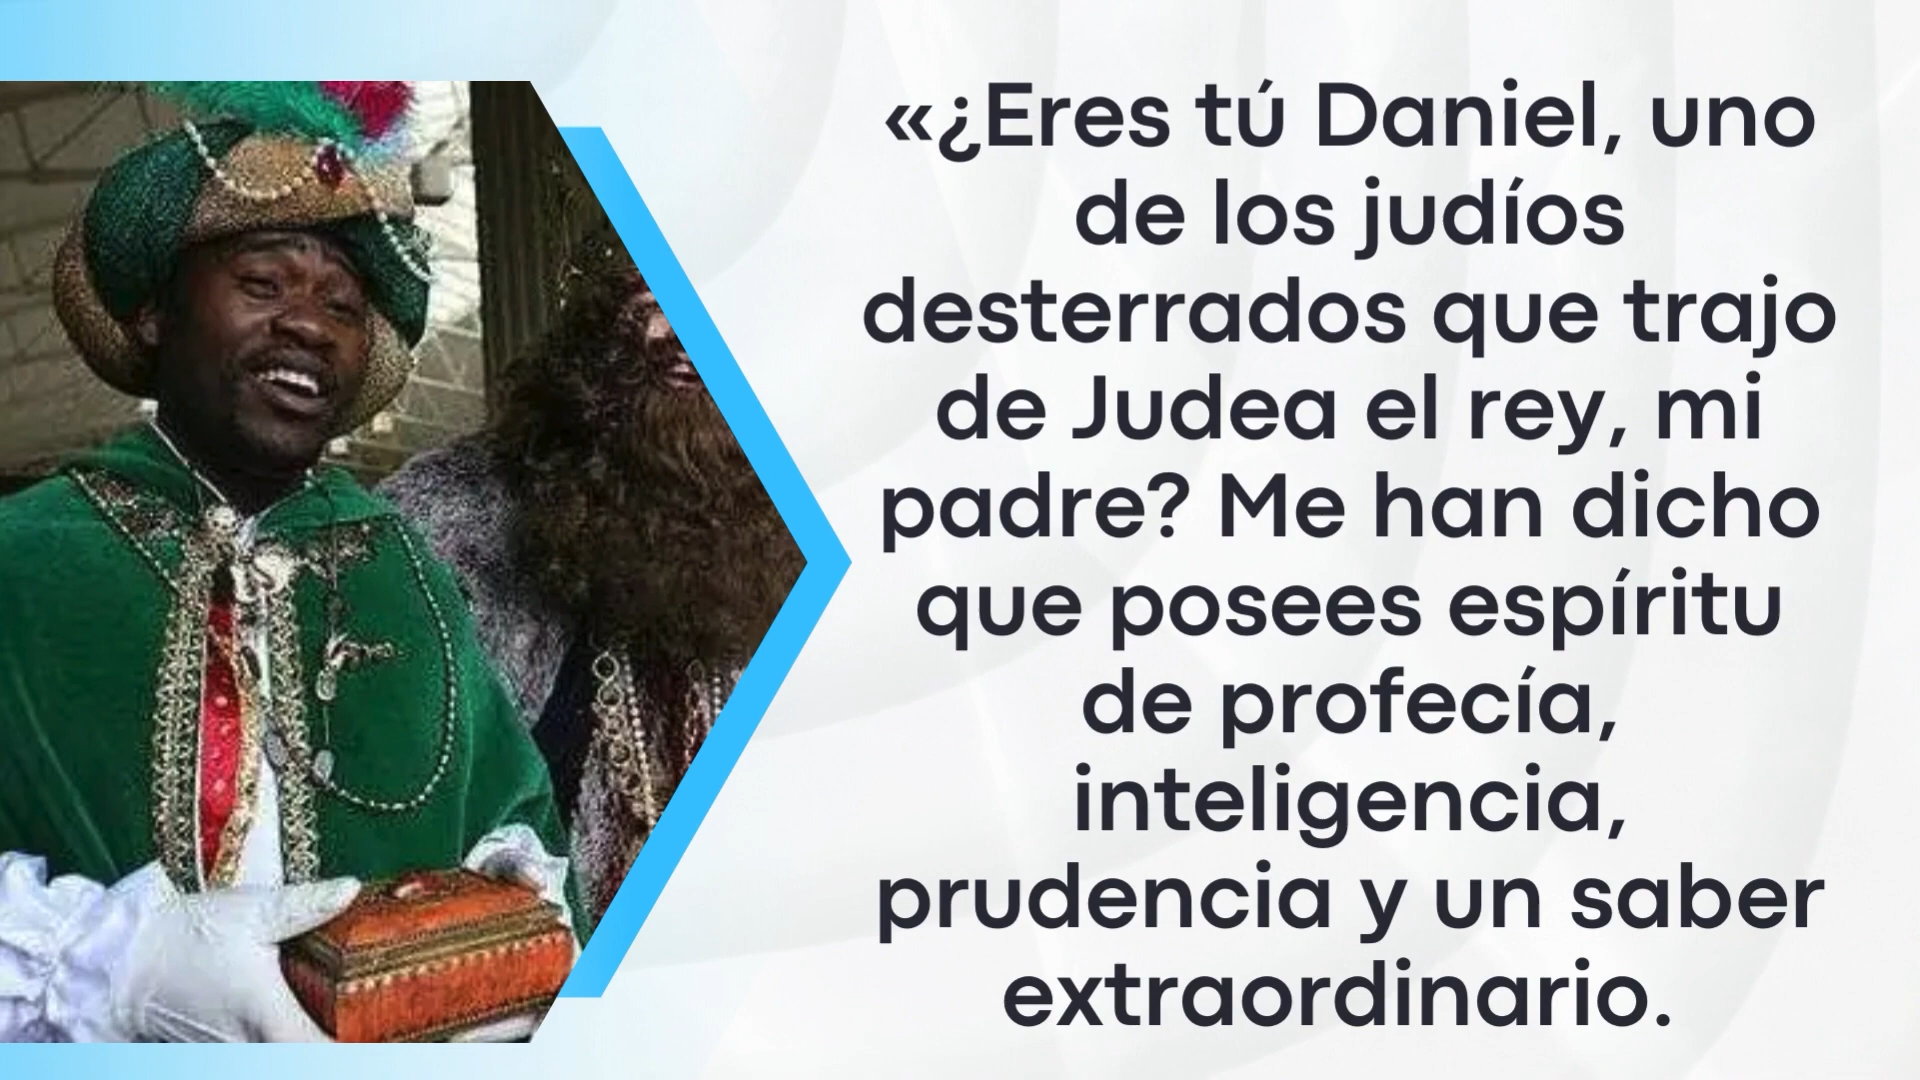 «¿Eres tú Daniel, uno
de los judíos
desterrados que trajo
de Judea el rey, mi
padre? Me han dicho
que posees espíritu
de profecía,
inteligencia,
prudencia y un saber
extraordinario.